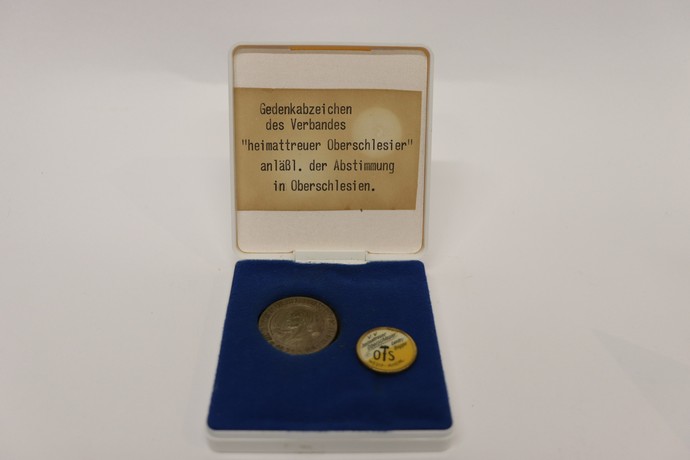 Gedenkabzeichen
des Verbandes
"heimattreuer Oberschlesier"
anläßl. der Abstimmung
in Oberschlesien.
OTS